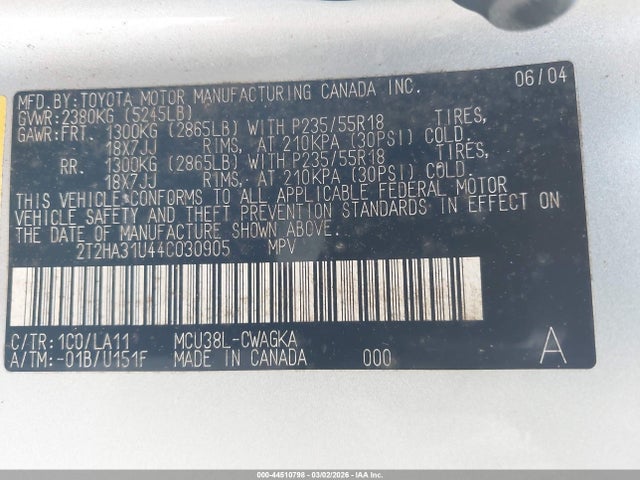 MFD.BY:TOYOTA MOTOR MANUFACTURING CANADA INC. 06/04
GVWR:2380KG (5245LB)
GAWR:FRT. 1300KG (2865LB) WITH P235/55R18 TIRES,
18X7JJ RIMS, AT 210KPA (30PSI) COLD.
RR. 1300KG (2865LB) WITH P235/55R18 TIRES,
18X7JJ RIMS, AT 210KPA (30PSI) COLD.
THIS VEHICLE CONFORMS TO ALL APPLICABLE FEDERAL MOTOR
VEHICLE SAFETY AND THEFT PREVENTION STANDARDS IN EFFECT ON
THE DATE OF MANUFACTURE SHOWN ABOVE.
2T2HA31U44C030905 MPV
C/TR:1C0/LA11 MCU38L-CWAGKA
A/TM:-01B/U151F MADE IN CANADA 000 A
000-44510798 - 03/02/2026 - IAA Inc.